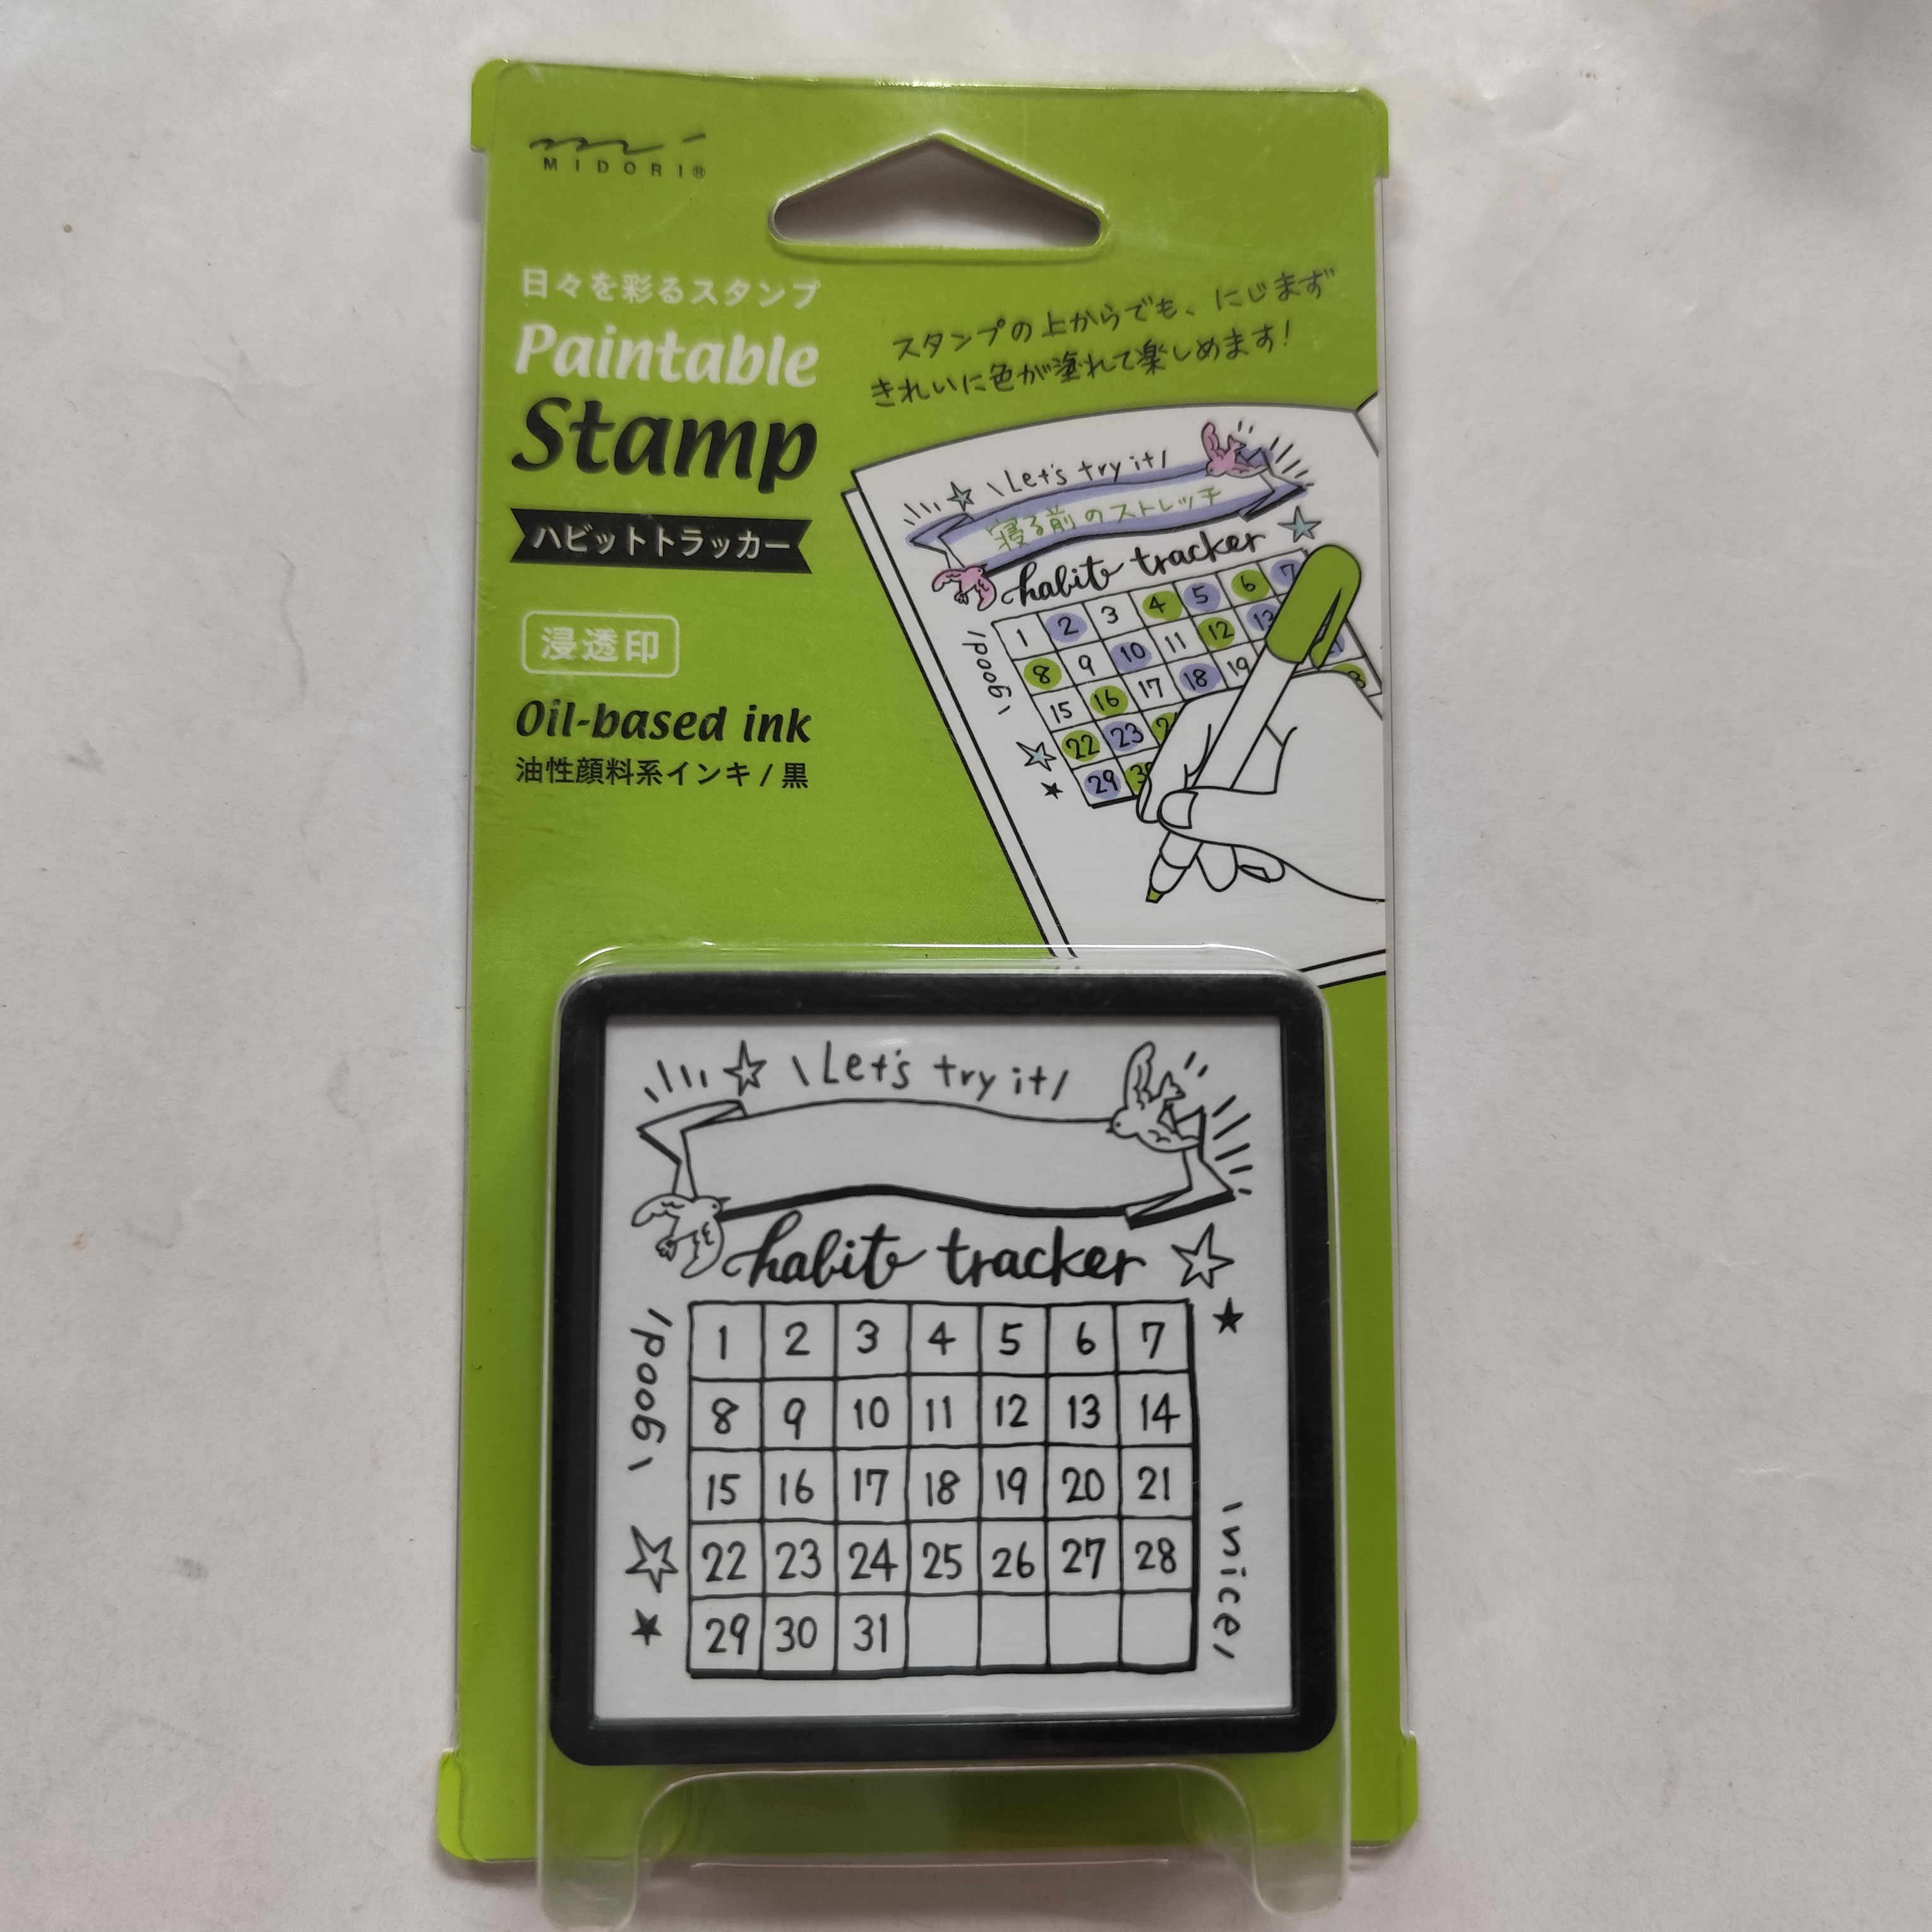 MIDORI®
日々を彩るスタンプ
Paintable
Stamp
ハビットトラッカー
浸透印
Oil-based ink
油性顔料系インキ / 黒
スタンプの上からでも、にじまず
きれいに色が塗れて楽しめます!
\ Let's try it /
寝る前のストレッチ
habit tracker
1 2 3 4 5 6 7
8 9 10 11 12 13
15 16 17 18 19
22 23
29
\ good /
\ Let's try it /
habit tracker
1 2 3 4 5 6 7
8 9 10 11 12 13 14
15 16 17 18 19 20 21
22 23 24 25 26 27 28
29 30 31
\ good /
\ nice /